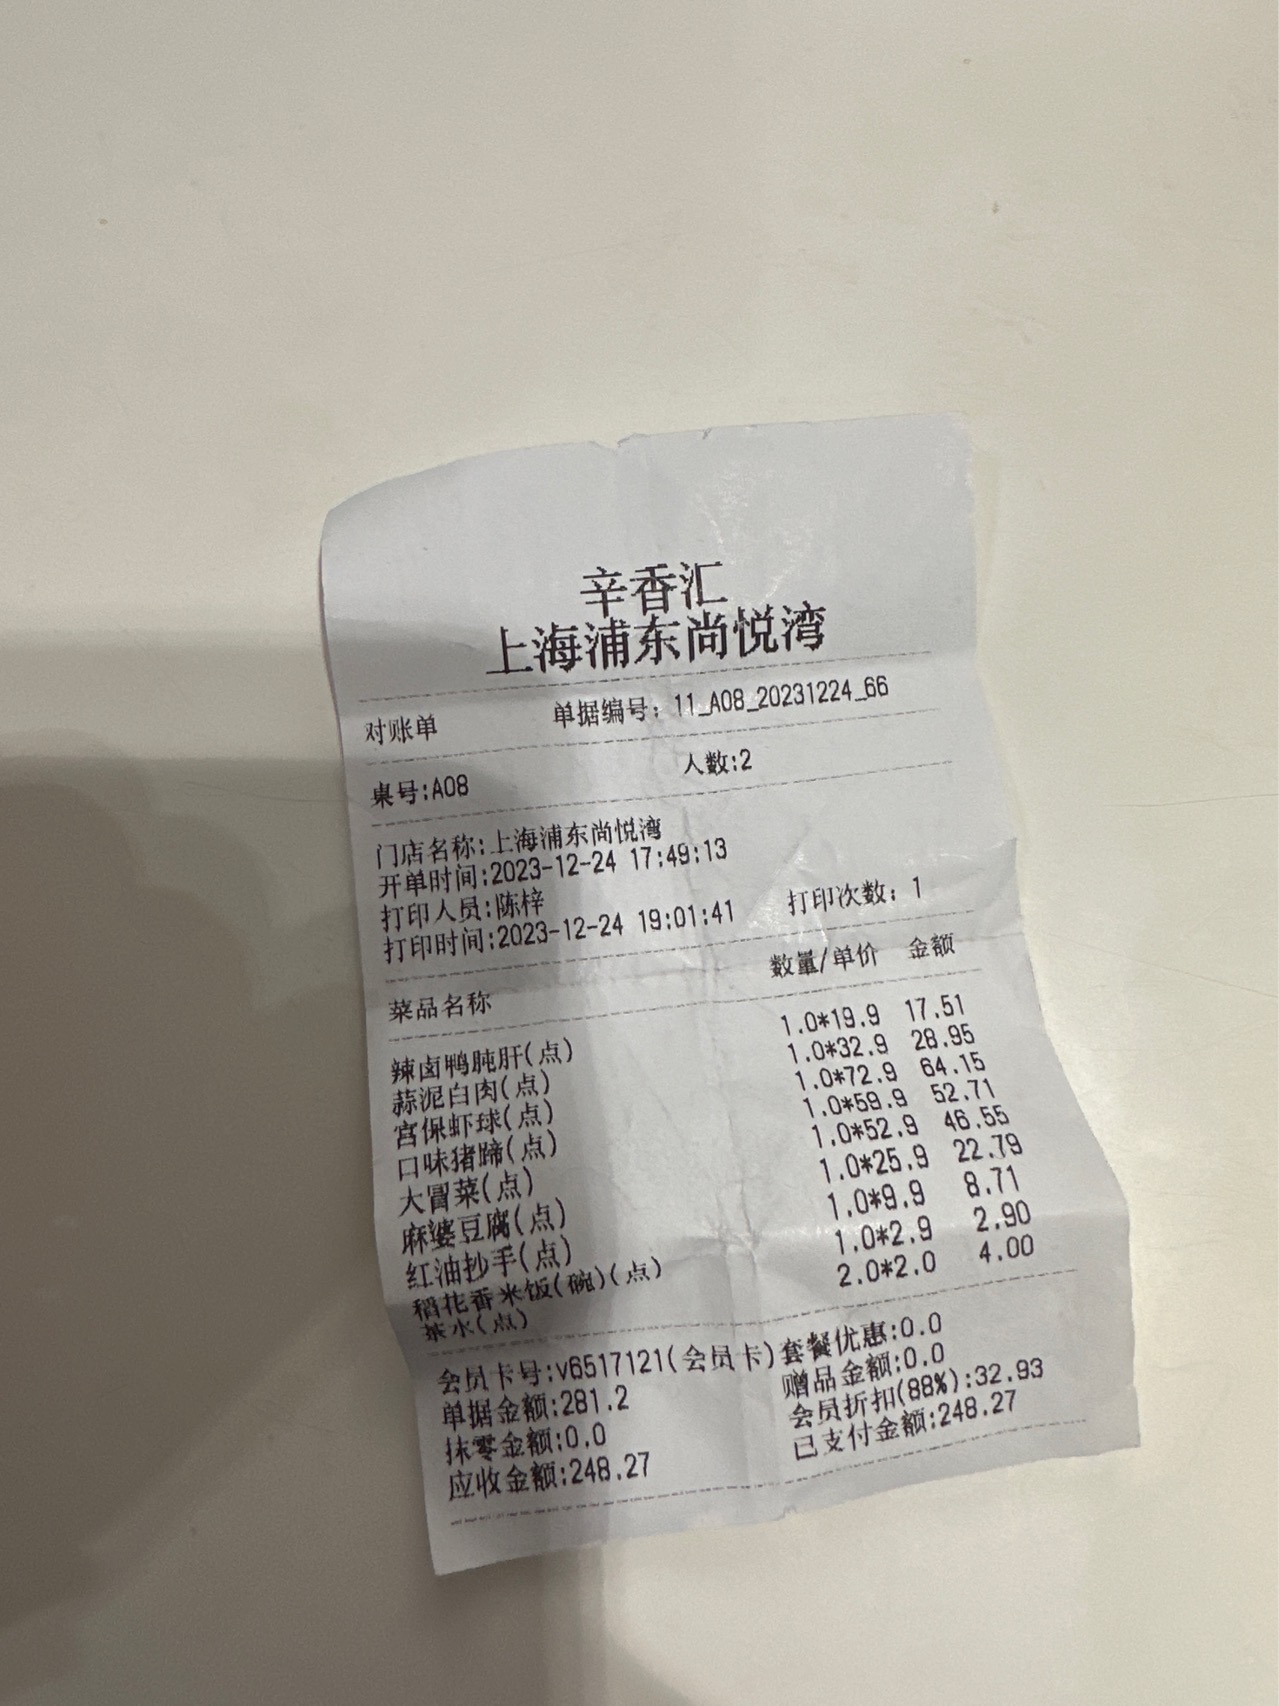 辛香汇
上海浦东尚悦湾
对账单 单据编号: 11_A08_20231224_66
桌号:A08 人数:2
门店名称:上海浦东尚悦湾
开单时间:2023-12-24 17:49:13
打印人员:陈梓
打印时间:2023-12-24 19:01:41 打印次数: 1
菜品名称 数量/单价 金额
辣卤鸭肫肝(点) 1.0*19.9 17.51
蒜泥白肉(点) 1.0*32.9 28.95
宫保虾球(点) 1.0*72.9 64.15
口味猪蹄(点) 1.0*59.9 52.71
大冒菜(点) 1.0*52.9 46.55
麻婆豆腐(点) 1.0*25.9 22.79
红油抄手(点) 1.0*9.9 8.71
稻花香米饭(碗)(点) 1.0*2.9 2.90
茶水(点) 2.0*2.0 4.00
会员卡号:v6517121(会员卡) 套餐优惠:0.0
单据金额:281.2 赠品金额:0.0
抹零金额:0.0 会员折扣(88%):32.93
应收金额:248.27 已支付金额:248.27